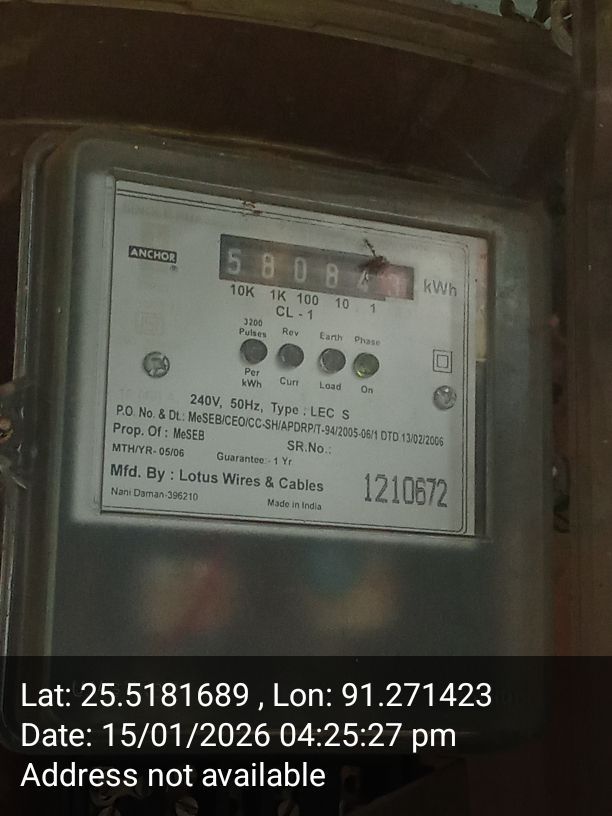 ANCHOR
®
5 8 0 8
kWh
10K 1K 100 10 1
CL - 1
3200 Pulses Rev Earth Phase
Per kWh Curr Load On
240V, 50Hz, Type : LEC S
P.O. No. & Dt.: MeSEB/CEO/CC-SH/APDRP/T-94/2005-06/1 DTD 13/02/2006
Prop. Of : MeSEB SR.No.:
MTH/YR- 05/06 Guarantee:- 1 Yr
Mfd. By : Lotus Wires & Cables
1210672
Nani Daman-396210 Made in India
Lat: 25.5181689 , Lon: 91.271423
Date: 15/01/2026 04:25:27 pm
Address not available